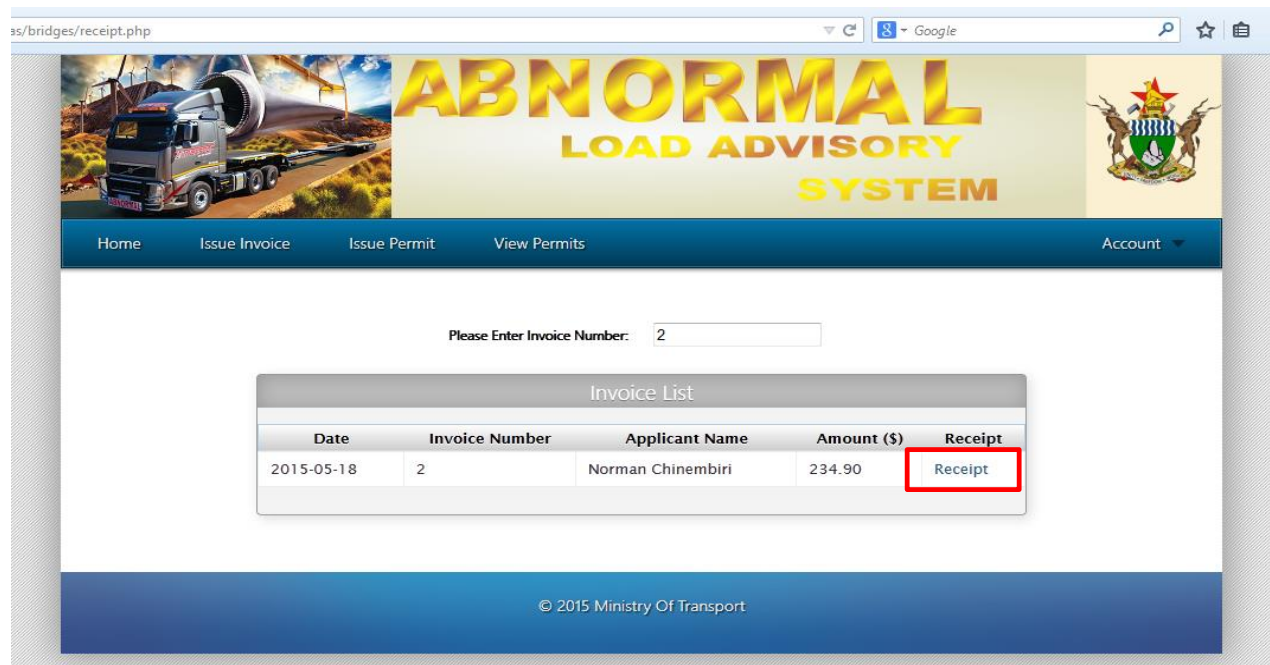 as/bridges/receipt.php
Google
ABNORMAL
LOAD ADVISORY
SYSTEM
ABNORMAL
Home Issue Invoice Issue Permit View Permits Account
Please Enter Invoice Number: 2
Invoice List
Date Invoice Number Applicant Name Amount ($) Receipt
2015-05-18 2 Norman Chinembiri 234.90 Receipt
© 2015 Ministry Of Transport